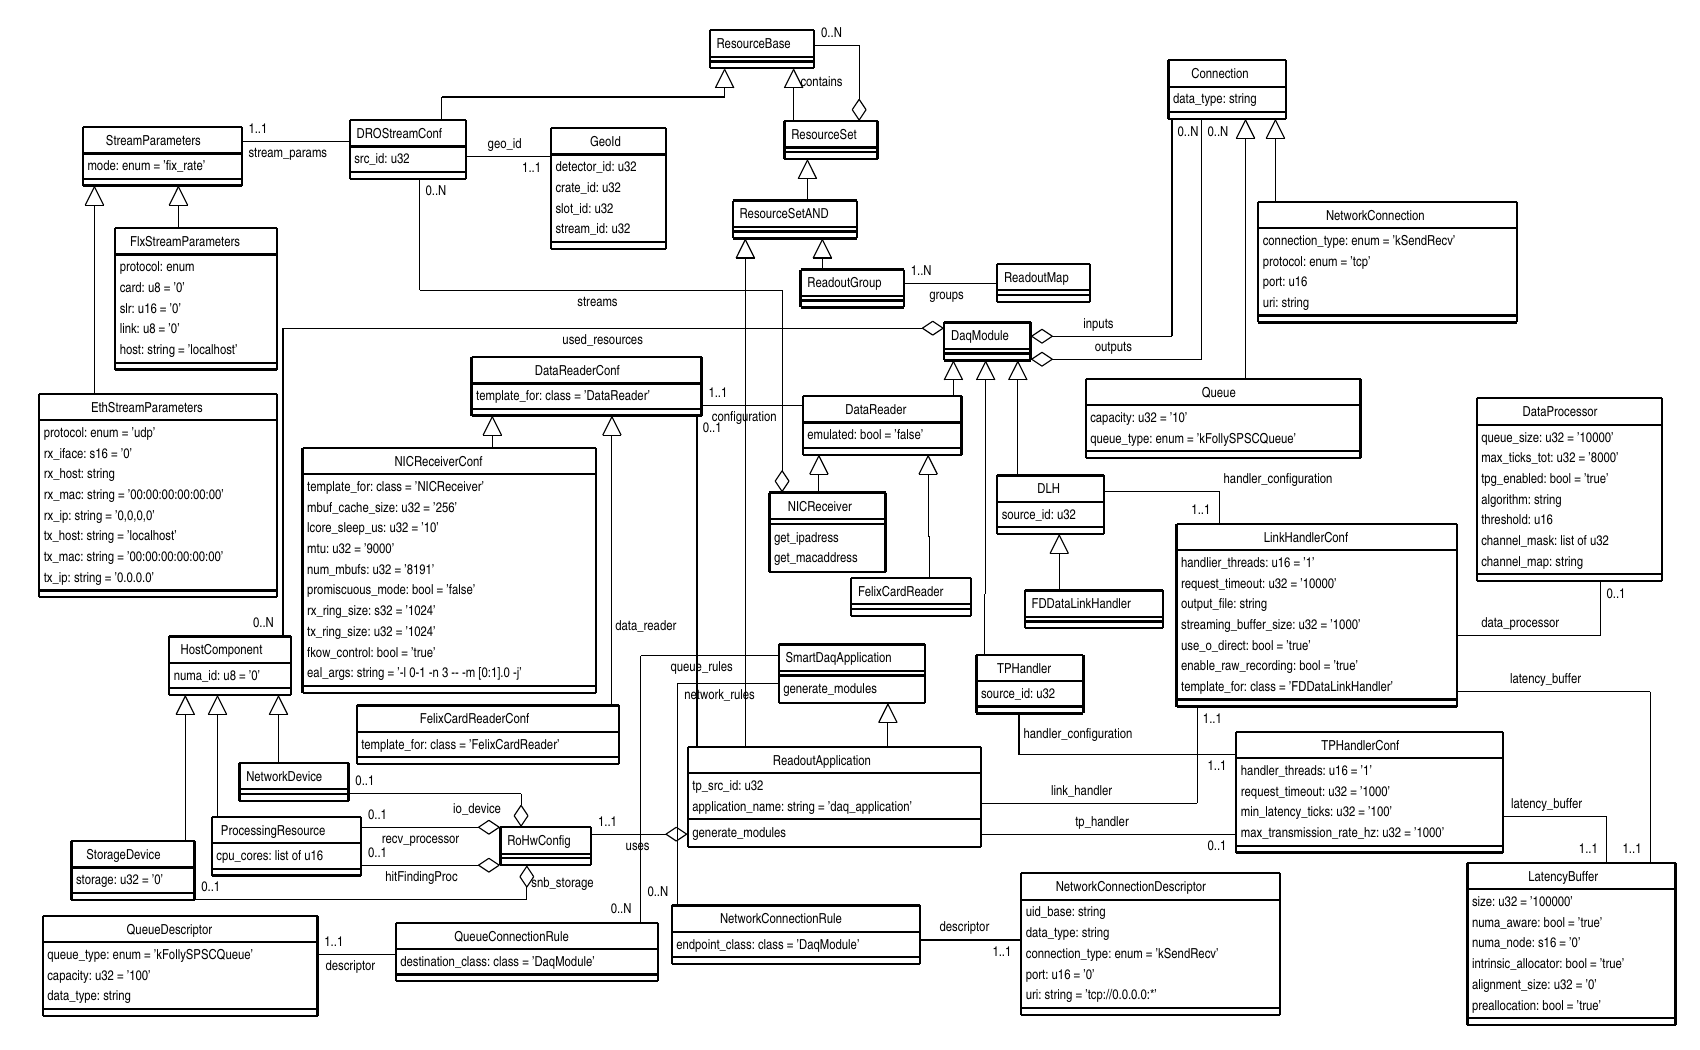 ResourceBase
0..N
contains
Connection
data_type: string
0..N
0..N
StreamParameters
mode: enum = 'fix_rate'
1..1
stream_params
DROStreamConf
src_id: u32
0..N
geo_id
1..1
GeoId
detector_id: u32
crate_id: u32
slot_id: u32
stream_id: u32
ResourceSet
ResourceSetAND
ReadoutGroup
1..N
groups
ReadoutMap
NetworkConnection
connection_type: enum = 'kSendRecv'
protocol: enum = 'tcp'
port: u16
uri: string
FlxStreamParameters
protocol: enum
card: u8 = '0'
slr: u16 = '0'
link: u8 = '0'
host: string = 'localhost'
streams
used_resources
DaqModule
inputs
outputs
DataReaderConf
template_for: class = 'DataReader'
1..1
configuration
0..1
DataReader
emulated: bool = 'false'
Queue
capacity: u32 = '10'
queue_type: enum = 'kFollySPSCQueue'
EthStreamParameters
protocol: enum = 'udp'
rx_iface: s16 = '0'
rx_host: string
rx_mac: string = '00:00:00:00:00:00'
rx_ip: string = '0,0,0,0'
tx_host: string = 'localhost'
tx_mac: string = '00:00:00:00:00:00'
tx_ip: string = '0.0.0.0'
NICReceiverConf
template_for: class = 'NICReceiver'
mbuf_cache_size: u32 = '256'
lcore_sleep_us: u32 = '10'
mtu: u32 = '9000'
num_mbufs: u32 = '8191'
promiscuous_mode: bool = 'false'
rx_ring_size: s32 = '1024'
tx_ring_size: u32 = '1024'
fkow_control: bool = 'true'
eal_args: string = '-l 0-1 -n 3 -- -m [0:1].0 -j'
NICReceiver
get_ipadress
get_macaddress
FelixCardReader
DLH
source_id: u32
handler_configuration
1..1
FDDataLinkHandler
LinkHandlerConf
handlier_threads: u16 = '1'
request_timeout: u32 = '10000'
output_file: string
streaming_buffer_size: u32 = '1000'
use_o_direct: bool = 'true'
enable_raw_recording: bool = 'true'
template_for: class = 'FDDataLinkHandler'
DataProcessor
queue_size: u32 = '10000'
max_ticks_tot: u32 = '8000'
tpg_enabled: bool = 'true'
algorithm: string
threshold: u16
channel_mask: list of u32
channel_map: string
0..1
data_processor
latency_buffer
0..N
HostComponent
numa_id: u8 = '0'
data_reader
queue_rules
network_rules
SmartDaqApplication
generate_modules
TPHandler
source_id: u32
handler_configuration
1..1
1..1
FelixCardReaderConf
template_for: class = 'FelixCardReader'
TPHandlerConf
handler_threads: u16 = '1'
request_timeout: u32 = '1000'
min_latency_ticks: u32 = '100'
max_transmission_rate_hz: u32 = '1000'
ReadoutApplication
tp_src_id: u32
application_name: string = 'daq_application'
generate_modules
link_handler
tp_handler
0..1
latency_buffer
1..1
1..1
NetworkDevice
0..1
io_device
ProcessingResource
cpu_cores: list of u16
0..1
recv_processor
0..1
hitFindingProc
RoHwConfig
1..1
uses
snb_storage
StorageDevice
storage: u32 = '0'
0..1
0..N
0..N
QueueDescriptor
queue_type: enum = 'kFollySPSCQueue'
capacity: u32 = '100'
data_type: string
1..1
descriptor
QueueConnectionRule
destination_class: class = 'DaqModule'
NetworkConnectionRule
endpoint_class: class = 'DaqModule'
descriptor
1..1
NetworkConnectionDescriptor
uid_base: string
data_type: string
connection_type: enum = 'kSendRecv'
port: u16 = '0'
uri: string = 'tcp://0.0.0.0:*'
LatencyBuffer
size: u32 = '100000'
numa_aware: bool = 'true'
numa_node: s16 = '0'
intrinsic_allocator: bool = 'true'
alignment_size: u32 = '0'
preallocation: bool = 'true'